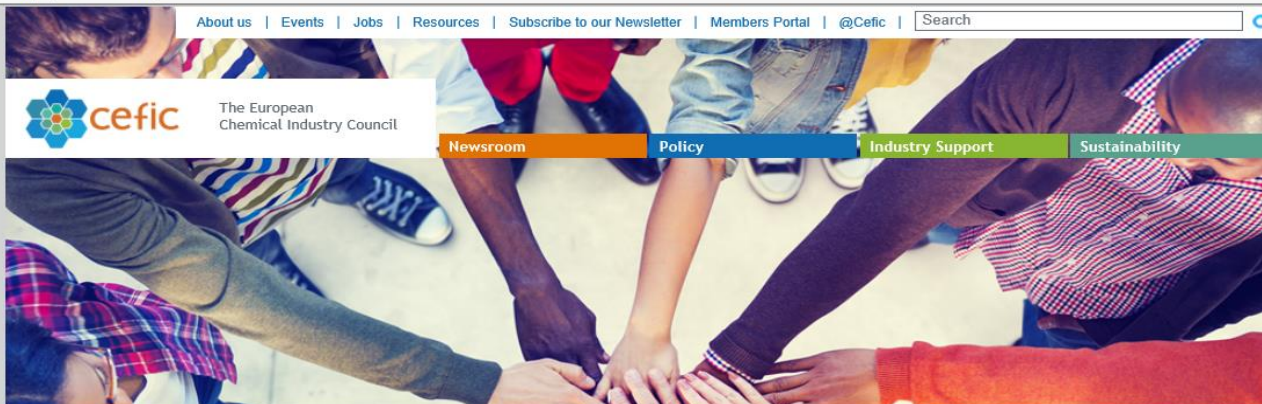 About us | Events | Jobs | Resources | Subscribe to our Newsletter | Members Portal | @Cefic | Search
cefic
The European
Chemical Industry Council
Newsroom
Policy
Industry Support
Sustainability